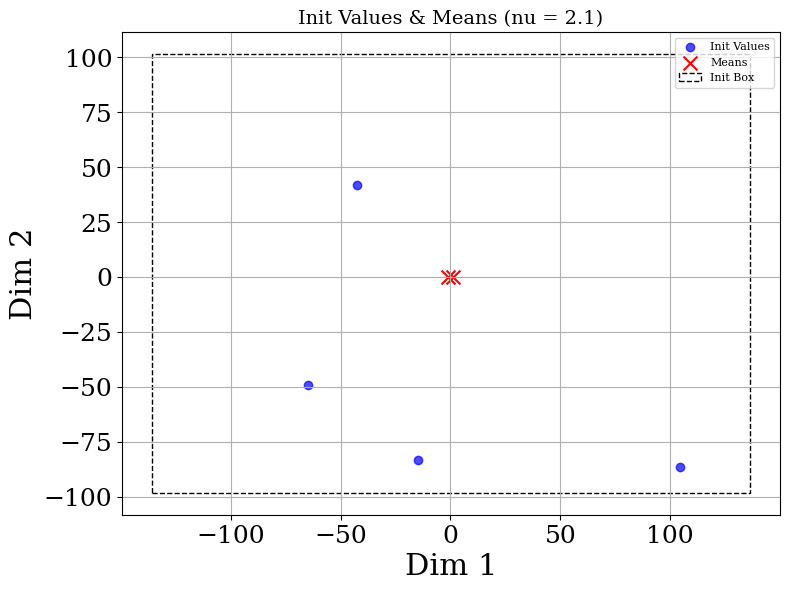 Init Values & Means (nu = 2.1)
Init Values
Means
Init Box
100
75
50
25
0
−25
−50
−75
−100
Dim 2
−100
−50
0
50
100
Dim 1